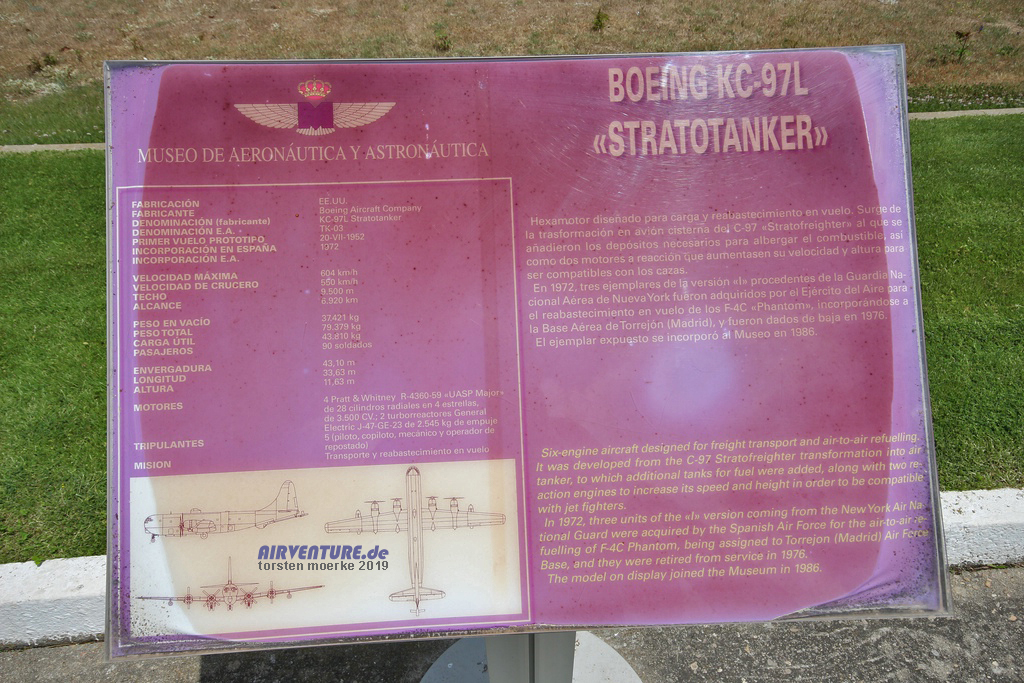 MUSEO DE AERONÁUTICA Y ASTRONÁUTICA
BOEING KC-97L
«STRATOTANKER»
FABRICACIÓN EE.UU.
FABRICANTE Boeing Aircraft Company
DENOMINACIÓN (fabricante) KC-97L Stratotanker
DENOMINACIÓN E.A. TK-03
PRIMER VUELO PROTOTIPO 20-VII-1952
INCORPORACIÓN EN ESPAÑA 1972
INCORPORACIÓN E.A.
VELOCIDAD MÁXIMA 604 km/h
VELOCIDAD DE CRUCERO 550 km/h
TECHO 9.500 m
ALCANCE 6.920 km
PESO EN VACÍO 37.421 kg
PESO TOTAL 79.379 kg
CARGA ÚTIL 43.810 kg
PASAJEROS 90 soldados
ENVERGADURA 43,10 m
LONGITUD 33,63 m
ALTURA 11,63 m
MOTORES 4 Pratt & Whitney R-4360-59 «UASP Major»
de 28 cilindros radiales en 4 estrellas,
de 3.500 CV.; 2 turborreactores General
Electric J-47-GE-23 de 2.545 kg de empuje
TRIPULANTES 5 (piloto, copiloto, mecánico y operador de
repostado)
MISION Transporte y reabastecimiento en vuelo
Hexamotor diseñado para carga y reabastecimiento en vuelo. Surge de
la trasformación en avión cisterna del C-97 «Stratofreighter» al que se
añadieron los depósitos necesarios para albergar el combustible, así
como dos motores a reacción que aumentasen su velocidad y altura para
ser compatibles con los cazas.
En 1972, tres ejemplares de la versión «I» procedentes de la Guardia Na-
cional Aérea de Nueva York fueron adquiridos por el Ejército del Aire para
el reabastecimiento en vuelo de los F-4C «Phantom», incorporándose a
la Base Aérea de Torrejón (Madrid), y fueron dados de baja en 1976.
El ejemplar expuesto se incorporó al Museo en 1986.
Six-engine aircraft designed for freight transport and air-to-air refuelling.
It was developed from the C-97 Stratofreighter transformation into air
tanker, to which additional tanks for fuel were added, along with two re-
action engines to increase its speed and height in order to be compatible
with jet fighters.
In 1972, three units of the «I» version coming from the New York Air Na-
tional Guard were acquired by the Spanish Air Force for the air-to-air re-
fuelling of F-4C Phantom, being assigned to Torrejon (Madrid) Air Force
Base, and they were retired from service in 1976.
The model on display joined the Museum in 1986.
AIRVENTURE.de
torsten moerke 2019